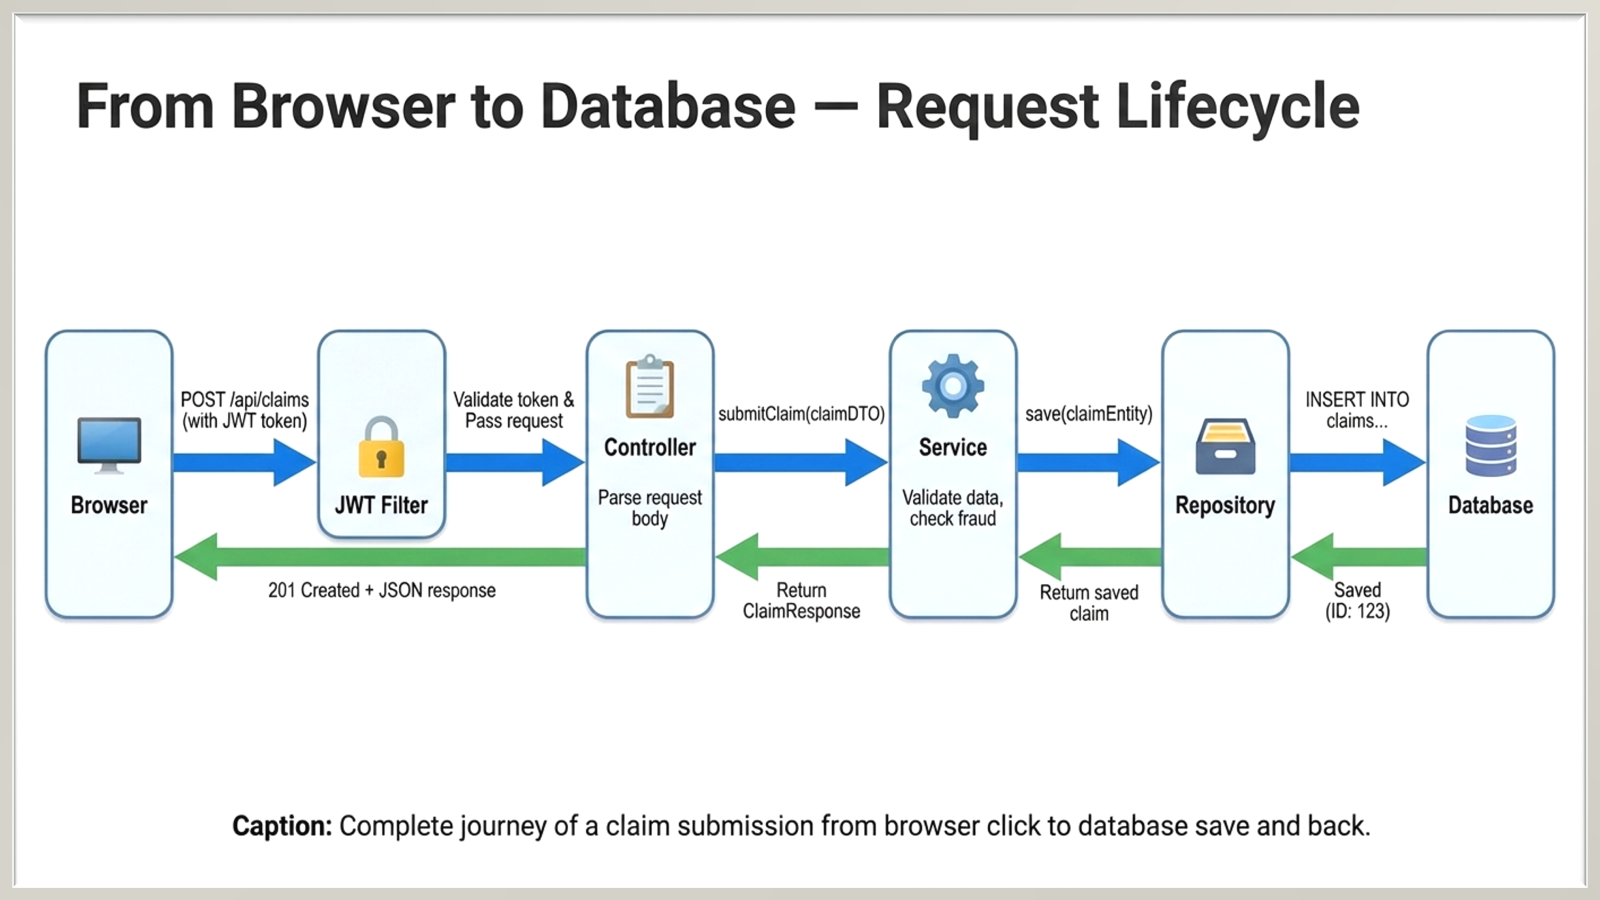 From Browser to Database — Request Lifecycle
POST /api/claims
(with JWT token)
Validate token &
Pass request
submitClaim(claimDTO)
save(claimEntity)
INSERT INTO
claims...
Browser
JWT Filter
Controller
Parse request
body
Service
Validate data,
check fraud
Repository
Database
201 Created + JSON response
Return
ClaimResponse
Return saved
claim
Saved
(ID: 123)
Caption: Complete journey of a claim submission from browser click to database save and back.